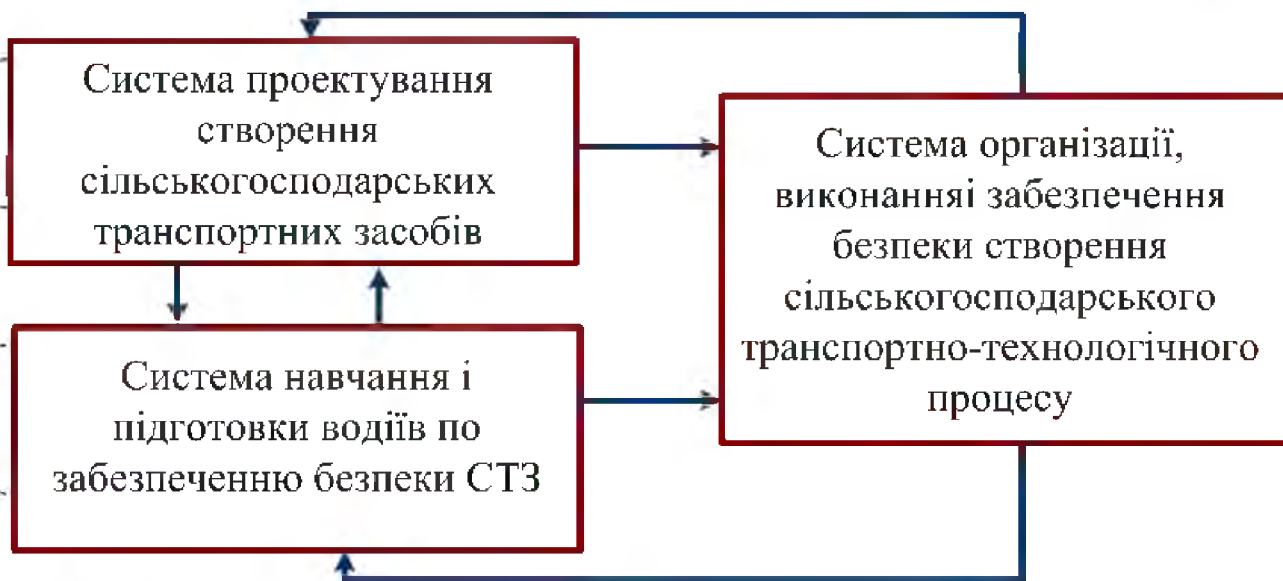 Система проектування
створення
сільськогосподарських
транспортних засобів
Система організації,
виконанняі забезпечення
безпеки створення
сільськогосподарського
транспортно-технологічного
процесу
Система навчання і
підготовки водіїв по
забезпеченню безпеки СТЗ